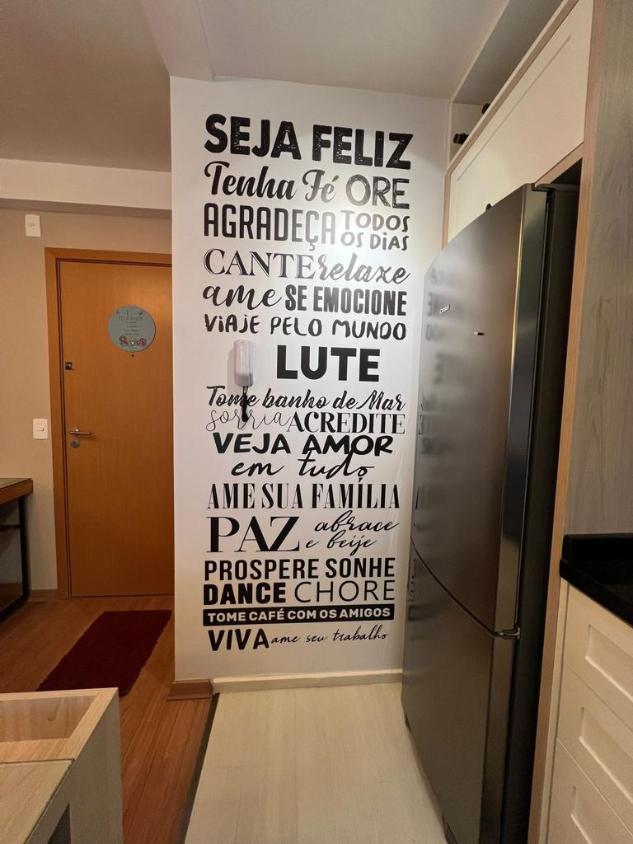 SEJA FELIZ
Tenha Fé ORE
AGRADEÇA TODOS OS DIAS
CANTE relaxe
ame SE EMOCIONE
VIAJE PELO MUNDO
LUTE
Tome banho de Mar
sorria ACREDITE
VEJA AMOR
em tudo
AME SUA FAMÍLIA
PAZ abrace e beije
PROSPERE SONHE
DANCE CHORE
TOME CAFÉ COM OS AMIGOS
VIVA ame seu trabalho